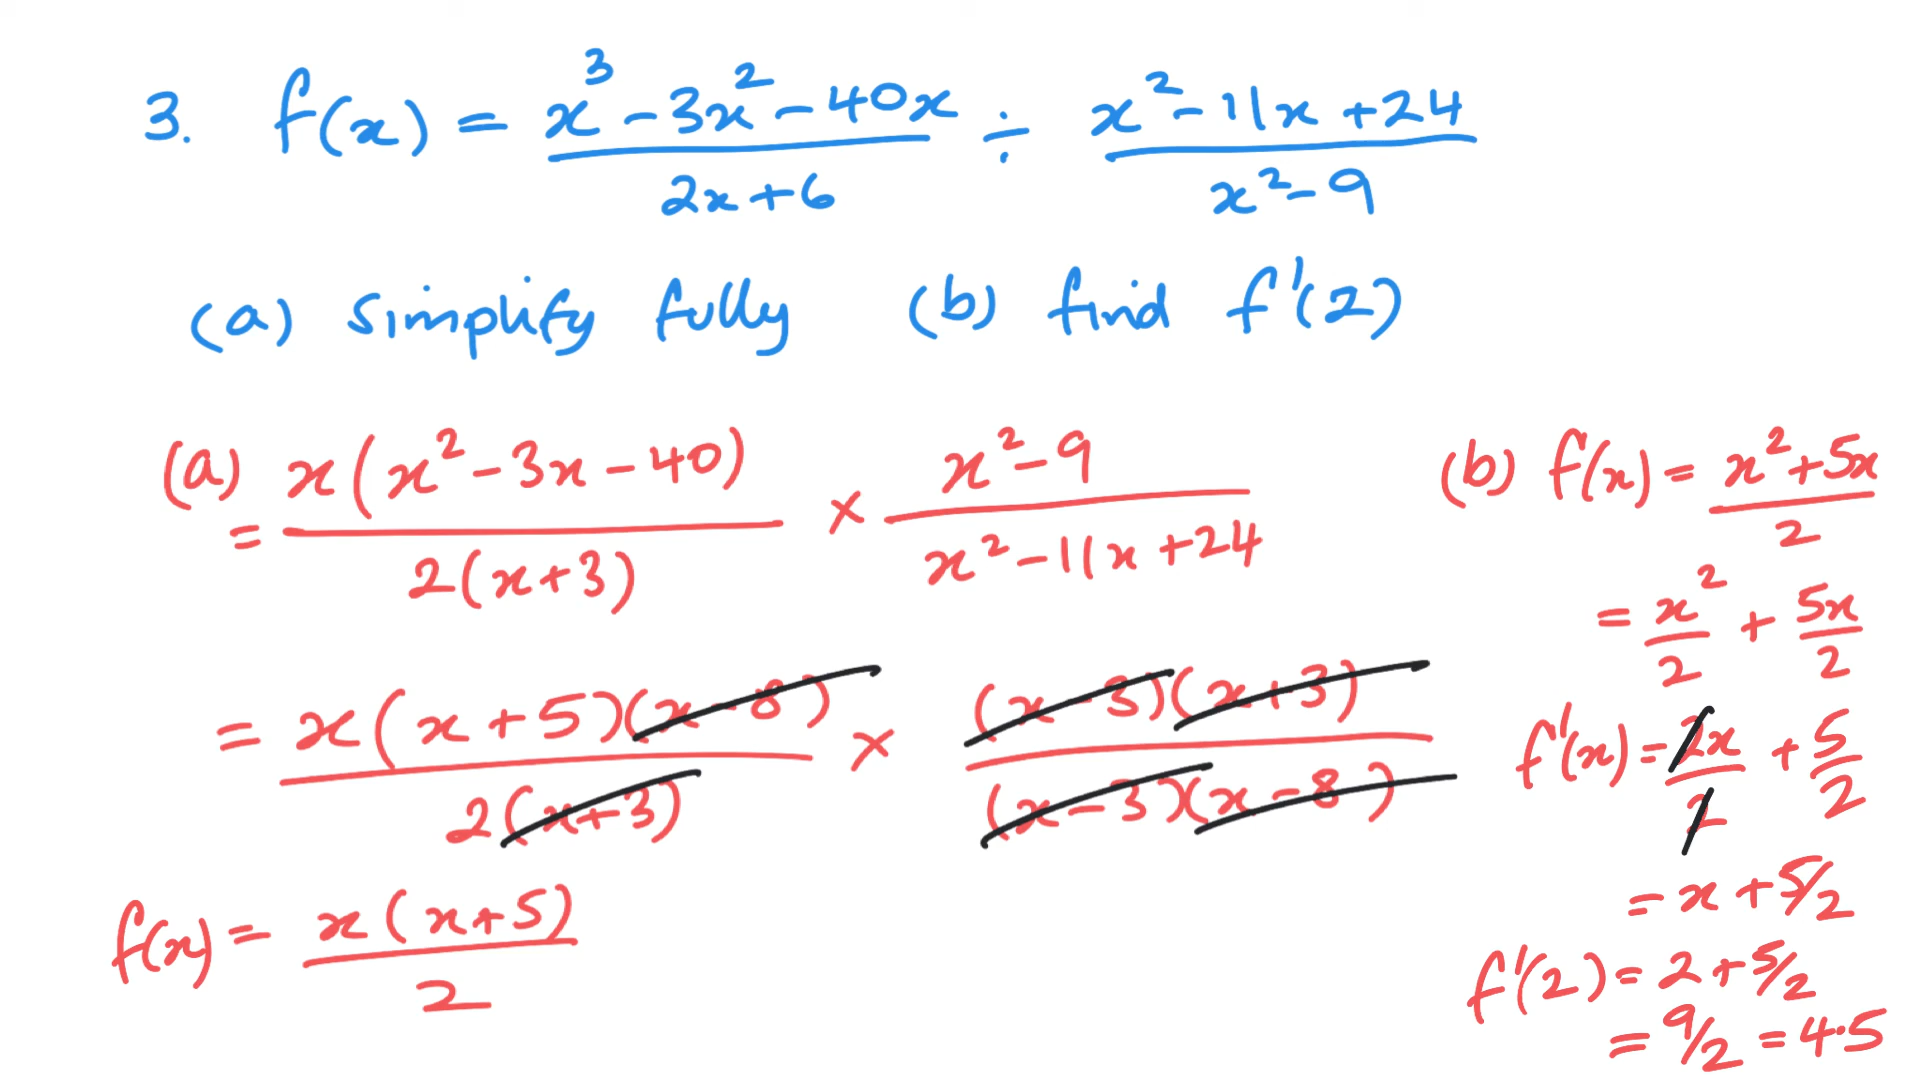 3. f(x) = (x³ - 3x² - 40x)/(2x + 6) ÷ (x² - 11x + 24)/(x² - 9)
(a) simplify fully (b) find f'(2)
(a) = x(x² - 3x - 40)/2(x + 3) × (x² - 9)/(x² - 11x + 24)
= x(x + 5)(x - 8)/2(x + 3) × (x - 3)(x + 3)/(x - 3)(x - 8)
f(x) = x(x + 5)/2
(b) f(x) = (x² + 5x)/2
= x²/2 + 5x/2
f'(x) = 2x/2 + 5/2
= x + 5/2
f'(2) = 2 + 5/2
= 9/2 = 4·5